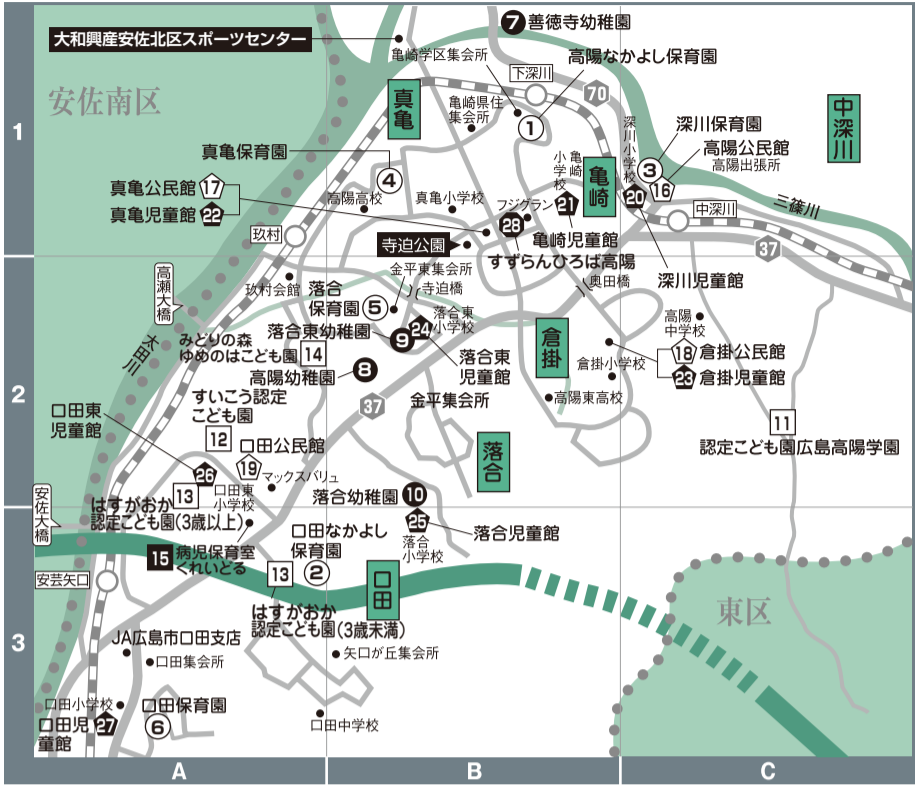 大和興産安佐北区スポーツセンター
7
善徳寺幼稚園
亀崎学区集会所
高陽なかよし保育園
下深川
70
安佐南区
真亀
亀崎県住
集会所
1
中深川
深川小学校
深川保育園
高陽公民館
高陽出張所
3
16
20
真亀保育園
4
亀崎
小学校
亀崎
真亀公民館
17
真亀児童館
22
高陽高校
真亀小学校
フジグラン
21
28
亀崎児童館
すずらんひろば高陽
中深川
三篠川
37
玖村
寺迫公園
深川児童館
1
高瀬大橋
太田川
玖村会館
落合
保育園
5
金平東集会所
寺迫橋
奥田橋
落合東
小学校
落合東幼稚園
9
24
みどりの森
ゆめのはこども園
14
高陽幼稚園
8
落合東
児童館
倉掛
高陽
中学校
18
倉掛公民館
23
倉掛児童館
倉掛小学校
すいこう認定
こども園
37
金平集会所
高陽東高校
2
口田東
児童館
12
口田公民館
19
11
認定こども園広島高陽学園
落合
26
マックスバリュ
口田東
小学校
13
安佐大橋
はすがおか
認定こども園(3歳以上)
落合幼稚園
10
25
落合児童館
落合
小学校
15
病児保育室
くれいどる
口田なかよし
保育園
13
2
口田
安芸矢口
はすがおか
認定こども園(3歳未満)
東区
3
JA広島市口田支店
口田集会所
矢口が丘集会所
口田小学校
口田児
童館
27
口田保育園
6
口田中学校
A
B
C